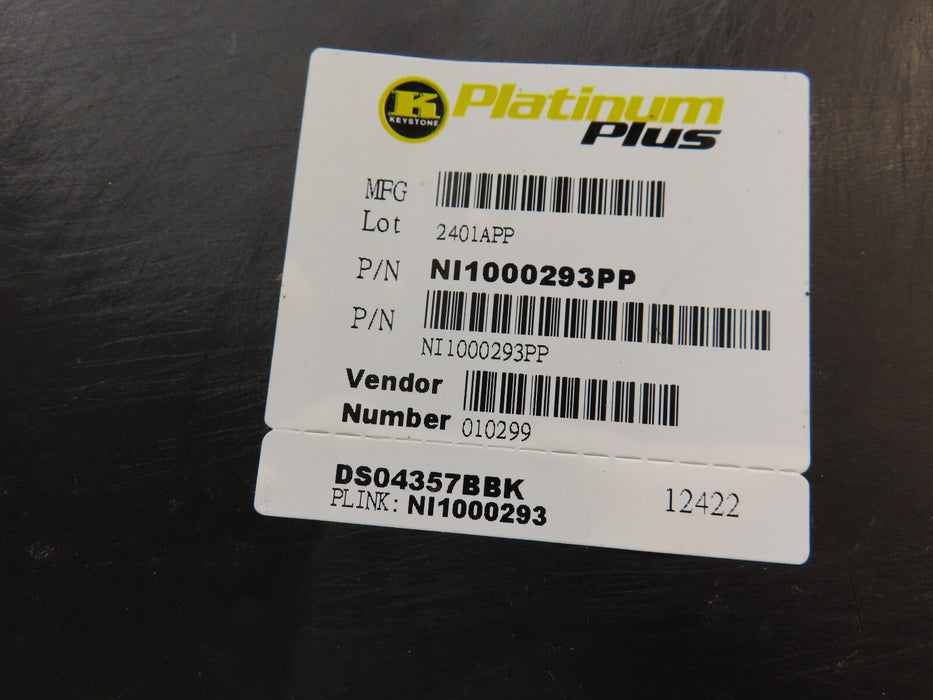 K
KEYSTONE
Platinum
Plus
MFG
Lot 2401APP
P/N NI1000293PP
P/N
NI1000293PP
Vendor
Number 010299
DS04357BBK
PLINK: NI1000293 12422